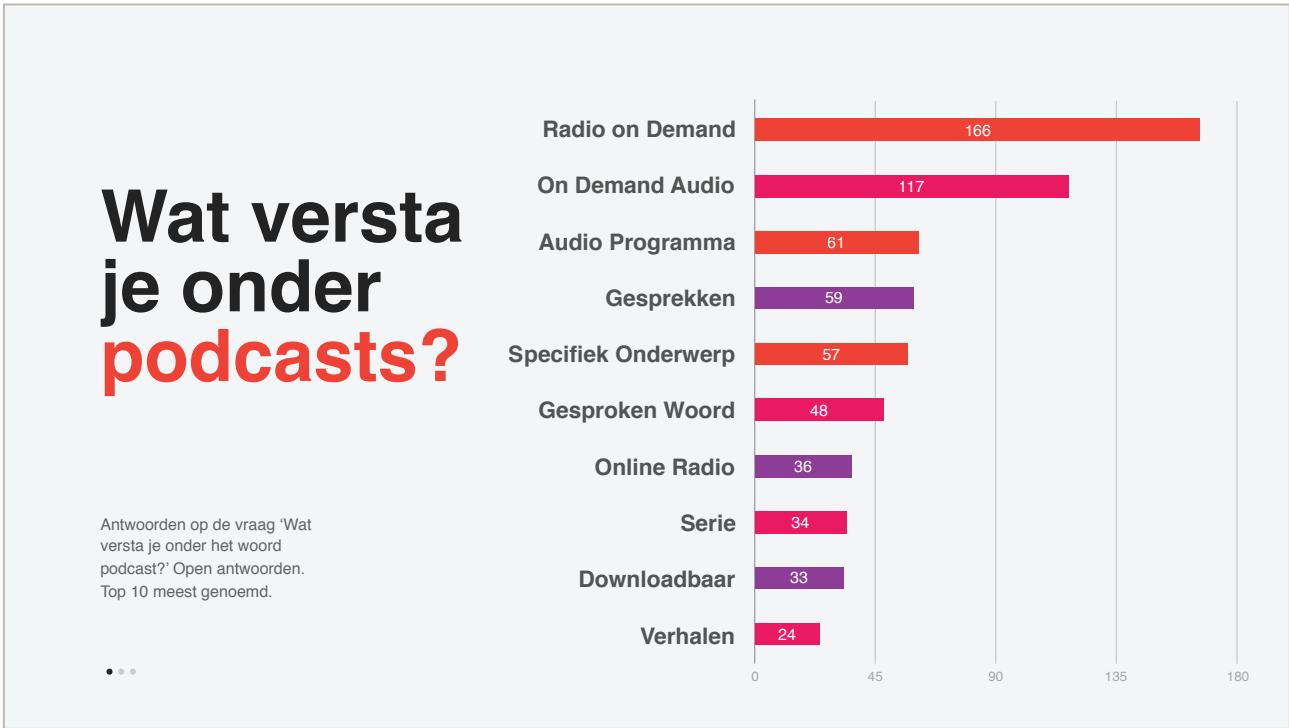 Wat versta
je onder
podcasts?
Antwoorden op de vraag ‘Wat
versta je onder het woord
podcast?’ Open antwoorden.
Top 10 meest genoemd.
Radio on Demand 166
On Demand Audio 117
Audio Programma 61
Gesprekken 59
Specifiek Onderwerp 57
Gesproken Woord 48
Online Radio 36
Serie 34
Downloadbaar 33
Verhalen 24
0 45 90 135 180